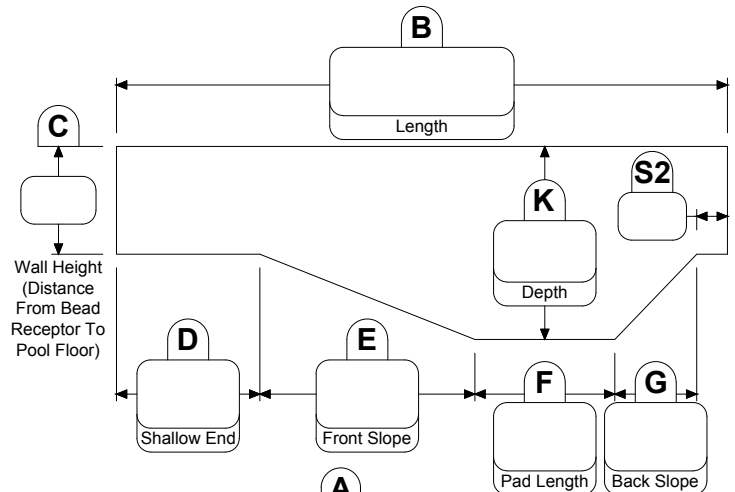 B
Length
C
S2
K
Wall Height
(Distance
From Bead
Receptor To
Pool Floor)
Depth
D
E
F
G
Shallow End
Front Slope
Pad Length
Back Slope
A